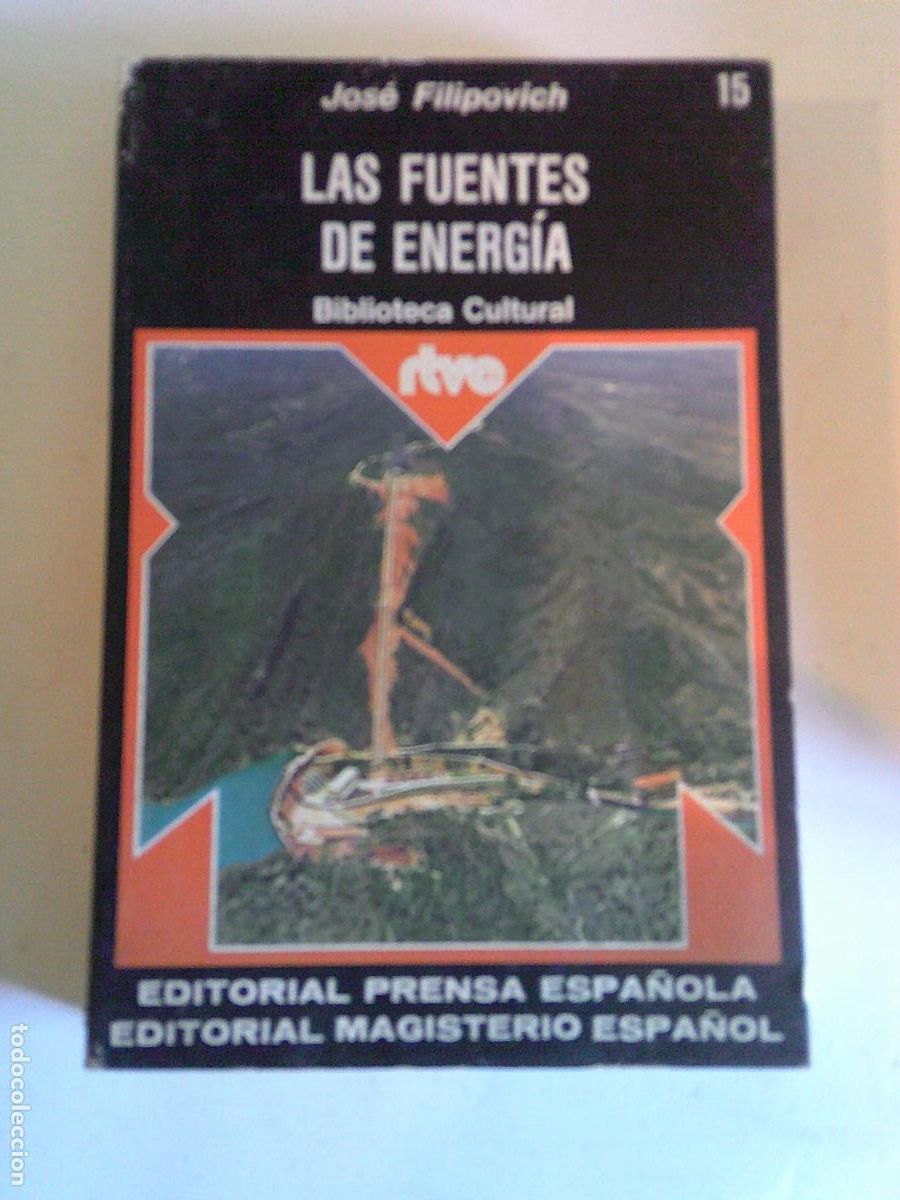 José Filipovich 15
LAS FUENTES
DE ENERGÍA
Biblioteca Cultural
rtve
EDITORIAL PRENSA ESPAÑOLA
EDITORIAL MAGISTERIO ESPAÑOL
todocoleccion